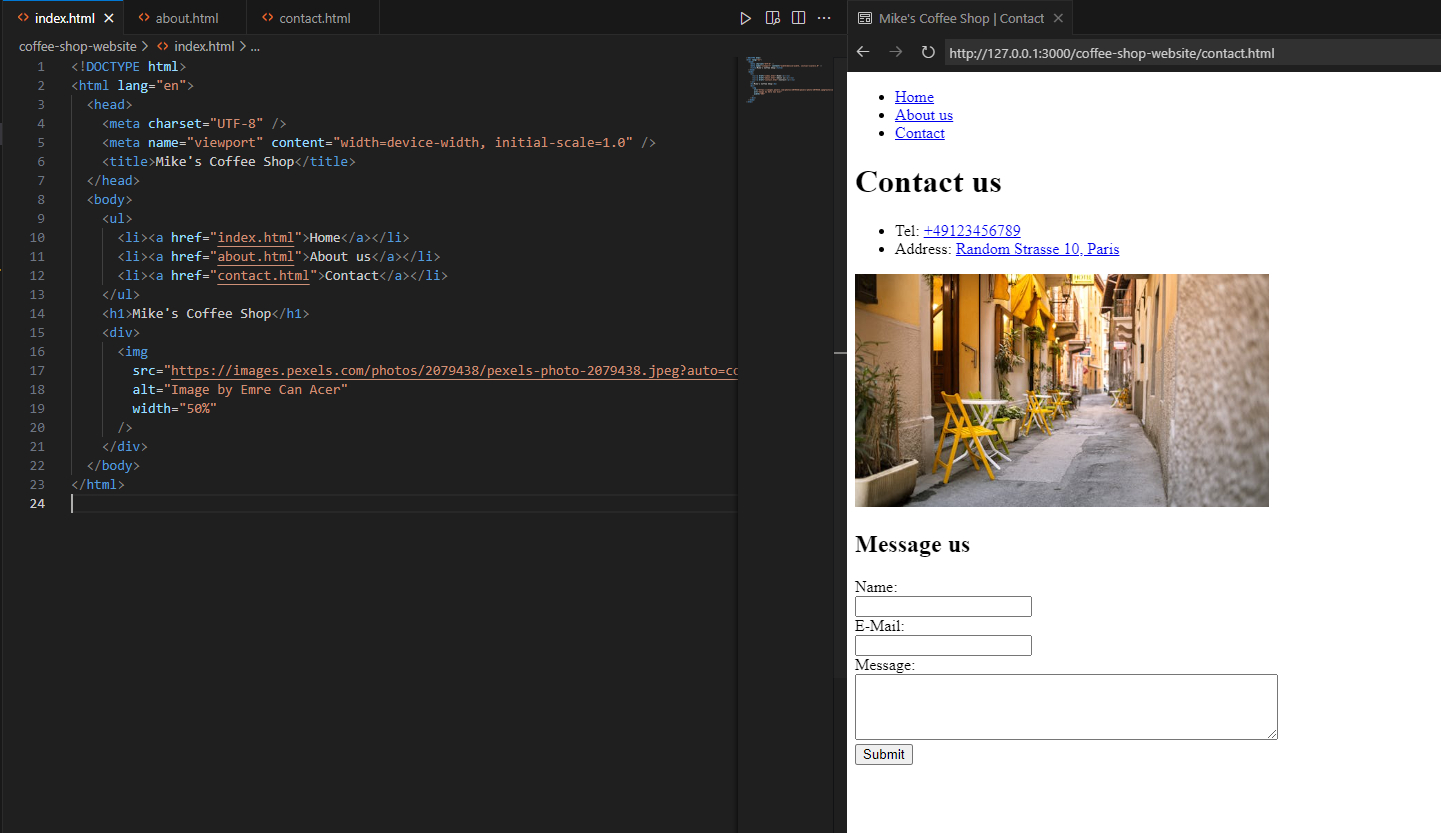 index.html
about.html
contact.html
coffee-shop-website > index.html > ...
1 <!DOCTYPE html>
2 <html lang="en">
3 <head>
4 <meta charset="UTF-8" />
5 <meta name="viewport" content="width=device-width, initial-scale=1.0" />
6 <title>Mike's Coffee Shop</title>
7 </head>
8 <body>
9 <ul>
10 <li><a href="index.html">Home</a></li>
11 <li><a href="about.html">About us</a></li>
12 <li><a href="contact.html">Contact</a></li>
13 </ul>
14 <h1>Mike's Coffee Shop</h1>
15 <div>
16 <img
17 src="https://images.pexels.com/photos/2079438/pexels-photo-2079438.jpeg?auto=co
18 alt="Image by Emre Can Acer"
19 width="50%"
20 />
21 </div>
22 </body>
23 </html>
24
Mike's Coffee Shop | Contact
http://127.0.0.1:3000/coffee-shop-website/contact.html
• Home
• About us
• Contact
Contact us
• Tel: +49123456789
• Address: Random Strasse 10, Paris
HOTEL
Message us
Name:
E-Mail:
Message:
Submit